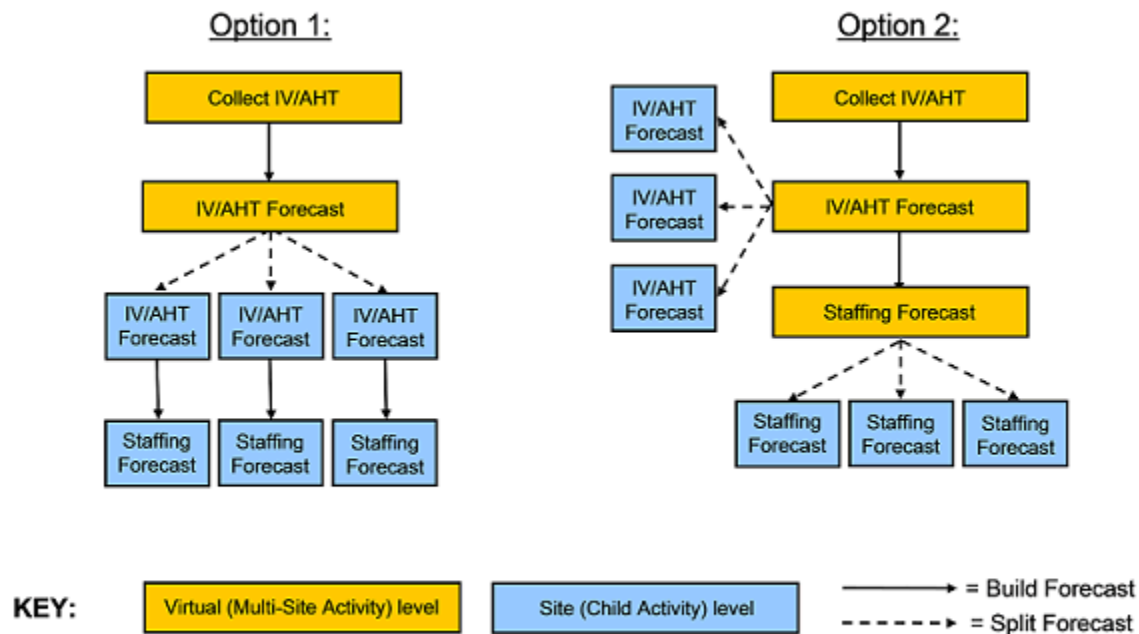 Option 1:
Collect IV/AHT
IV/AHT Forecast
IV/AHT
Forecast
IV/AHT
Forecast
IV/AHT
Forecast
Staffing
Forecast
Staffing
Forecast
Staffing
Forecast
Option 2:
Collect IV/AHT
IV/AHT
Forecast
IV/AHT
Forecast
IV/AHT
Forecast
IV/AHT Forecast
Staffing Forecast
Staffing
Forecast
Staffing
Forecast
Staffing
Forecast
KEY:
Virtual (Multi-Site Activity) level
Site (Child Activity) level
= Build Forecast
= Split Forecast